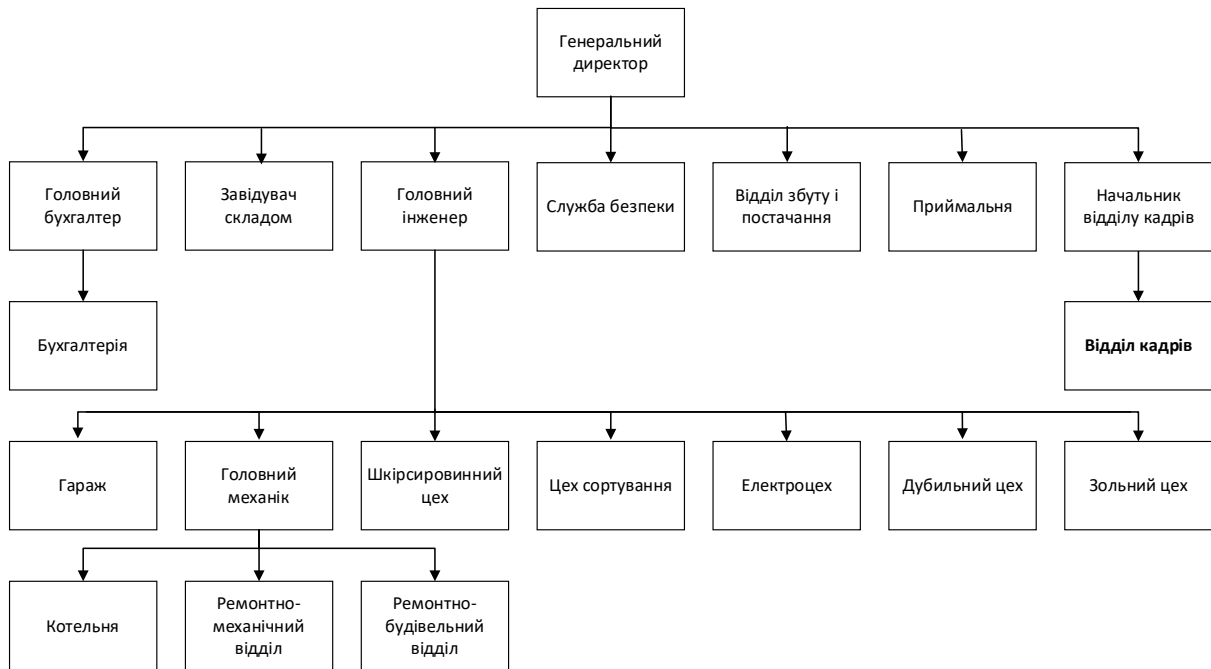 Генеральний
директор
Головний
бухгалтер
Завідувач
складом
Головний
інженер
Служба безпеки
Відділ збуту і
постачання
Приймальня
Начальник
відділу кадрів
Бухгалтерія
Відділ кадрів
Гараж
Головний
механік
Шкірсировинний
цех
Цех сортування
Електроцех
Дубильний цех
Зольний цех
Котельня
Ремонтно-
механічний
відділ
Ремонтно-
будівельний
відділ